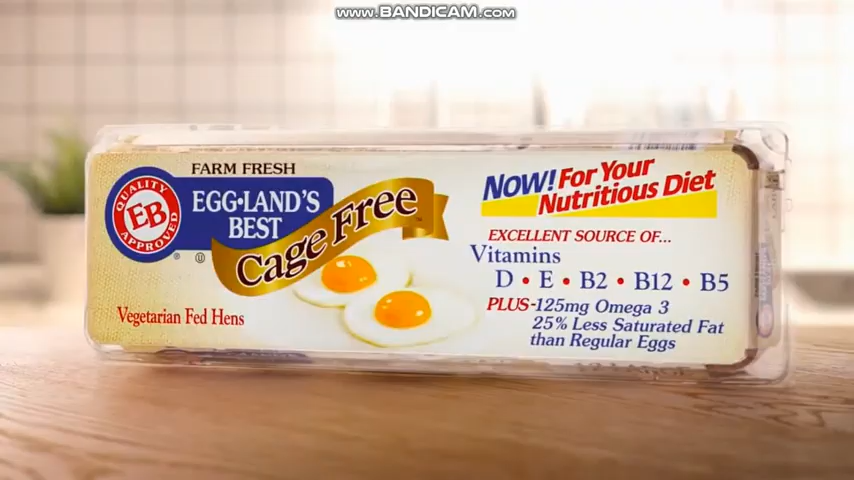 WWW.BANDICAM.COM
FARM FRESH
EGG•LAND'S
BEST
QUALITY
EB
APPROVED
®
Cage Free
Vegetarian Fed Hens
NOW! For Your
Nutritious Diet
EXCELLENT SOURCE OF...
Vitamins
D • E • B2 • B12 • B5
PLUS-125mg Omega 3
25% Less Saturated Fat
than Regular Eggs